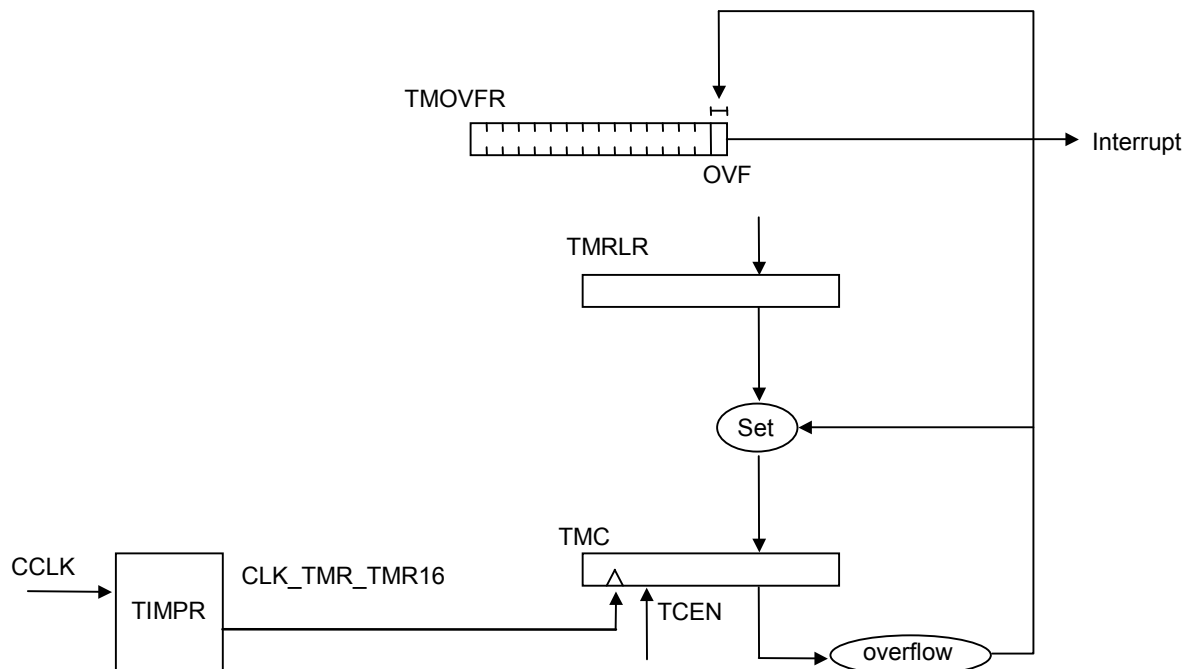 TMOVFR
Interrupt
OVF
TMRLR
Set
TMC
CCLK
CLK_TMR_TMR16
TIMPR
TCEN
overflow